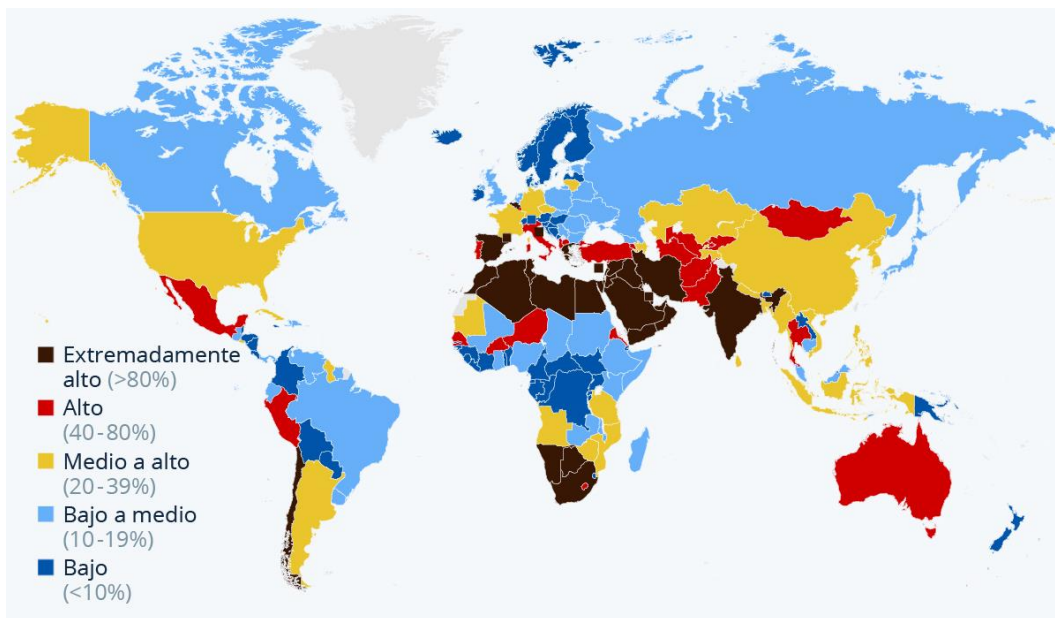 Extremadamente
alto (>80%)
Alto
(40-80%)
Medio a alto
(20-39%)
Bajo a medio
(10-19%)
Bajo
(<10%)